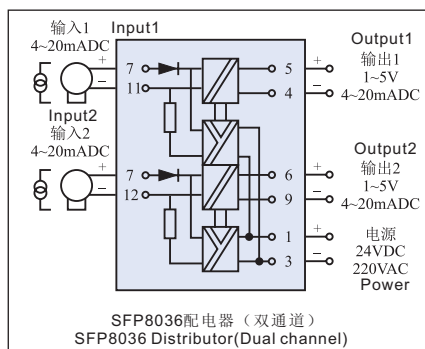 输入1
4~20mADC
Input1
Output1
输出1
1~5V
4~20mADC
+
−
7
11
5
4
+
−
Input2
输入2
4~20mADC
+
−
7
12
6
9
+
−
Output2
输出2
1~5V
4~20mADC
1
3
+
−
电源
24VDC
220VAC
Power
SFP8036配电器（双通道）
SFP8036 Distributor(Dual channel)